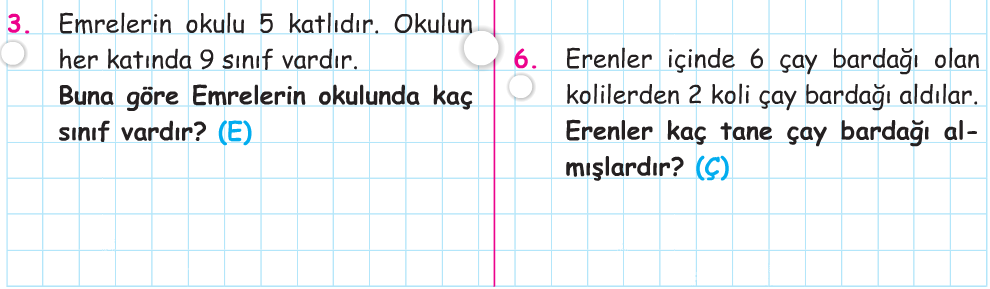 3. Emrelerin okulu 5 katlıdır. Okulun
her katında 9 sınıf vardır.
Buna göre Emrelerin okulunda kaç
sınıf vardır? (E)
6. Erenler içinde 6 çay bardağı olan
kolilerden 2 koli çay bardağı aldılar.
Erenler kaç tane çay bardağı al-
mışlardır? (Ç)